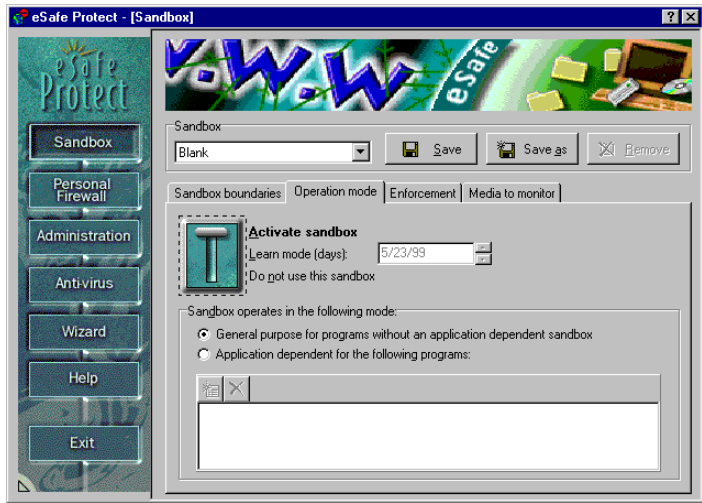 eSafe Protect - [Sandbox]
eSafe
Protect
Sandbox
Personal
Firewall
Administration
Anti-virus
Wizard
Help
Exit
W.W.W
eSafe
Sandbox
Blank
Save
Save as
Remove
Sandbox boundaries
Operation mode
Enforcement
Media to monitor
Activate sandbox
Learn mode (days):
5/23/99
Do not use this sandbox
Sandbox operates in the following mode:
General purpose for programs without an application dependent sandbox
Application dependent for the following programs: